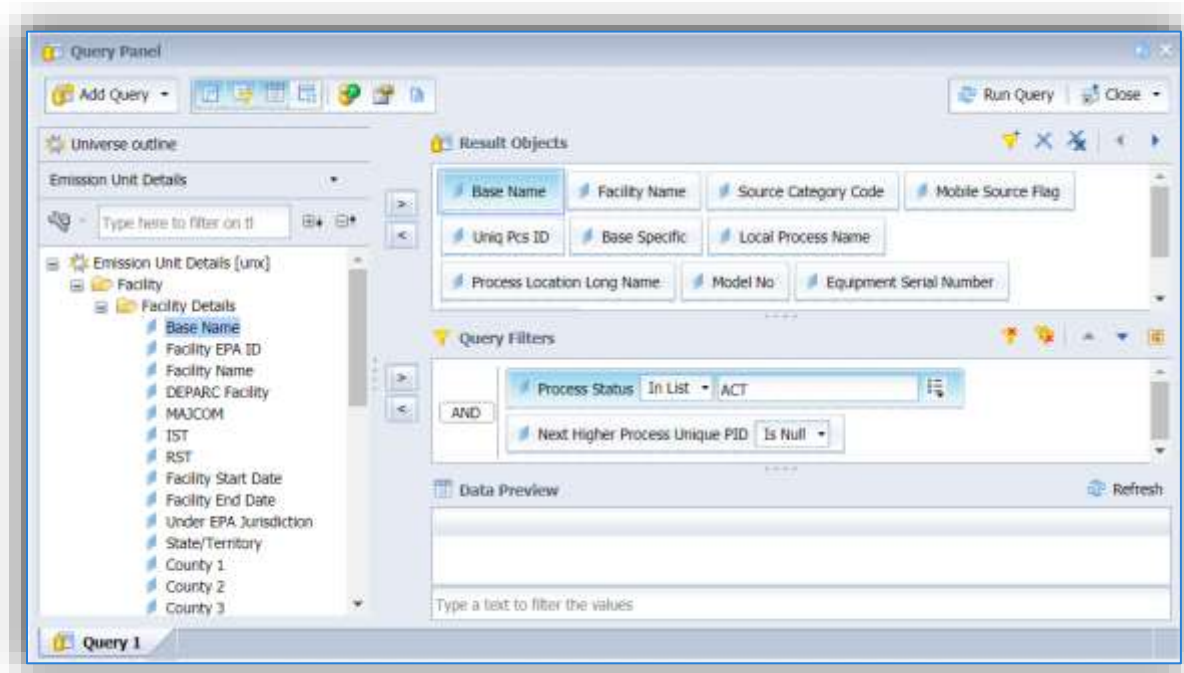 Query Panel
Add Query
Run Query Close
Universe outline
Result Objects
Emission Unit Details
Base Name Facility Name Source Category Code Mobile Source Flag
Type here to filter on tl
Uniq Pcs ID Base Specific Local Process Name
Emission Unit Details [unx]
Process Location Long Name Model No Equipment Serial Number
Facility
Facility Details
Base Name
Query Filters
Facility EPA ID
Facility Name
Process Status In List ACT
DEPARC Facility
MAJCOM
AND
IST
Next Higher Process Unique PID Is Null
RST
Facility Start Date
Data Preview Refresh
Facility End Date
Under EPA Jurisdiction
State/Territory
County 1
County 2
County 3
Type a text to filter the values
Query 1